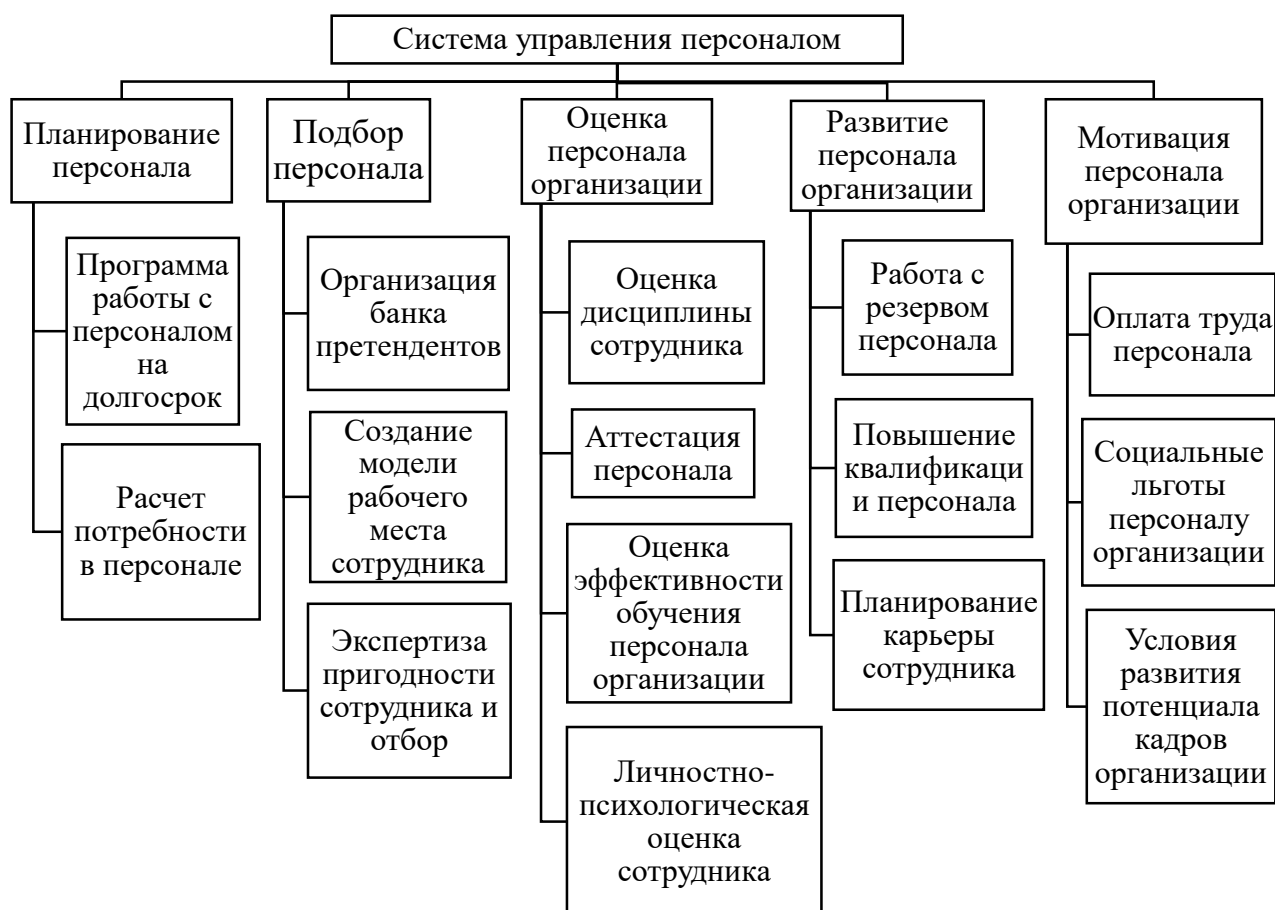 Система управления персоналом
Планирование
персонала
Программа
работы с
персоналом
на
долгосрок
Расчет
потребности
в персонале
Подбор
персонала
Организация
банка
претендентов
Создание
модели
рабочего
места
сотрудника
Экспертиза
пригодности
сотрудника и
отбор
Оценка
персонала
организации
Оценка
дисциплины
сотрудника
Аттестация
персонала
Оценка
эффективности
обучения
персонала
организации
Личностно-
психологическая
оценка
сотрудника
Развитие
персонала
организации
Работа с
резервом
персонала
Повышение
квалификаци
и персонала
Планирование
карьеры
сотрудника
Мотивация
персонала
организации
Оплата труда
персонала
Социальные
льготы
персоналу
организации
Условия
развития
потенциала
кадров
организации